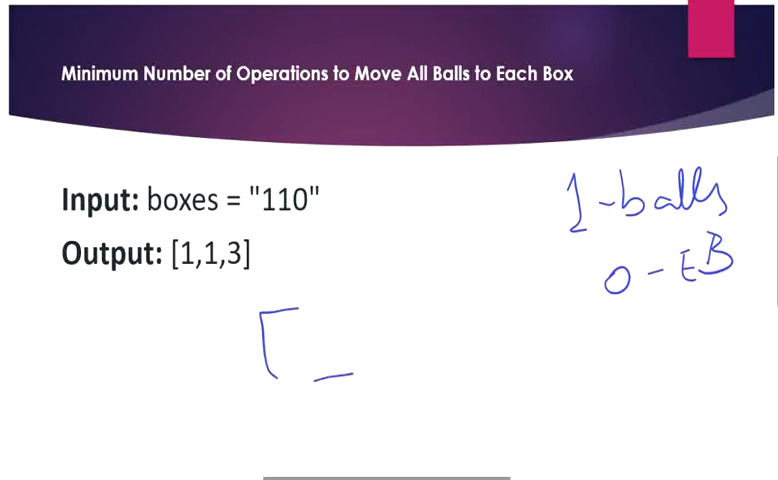 Minimum Number of Operations to Move All Balls to Each Box
Input: boxes = "110"
Output: [1,1,3]
1 - balls
0 - EB
[ _